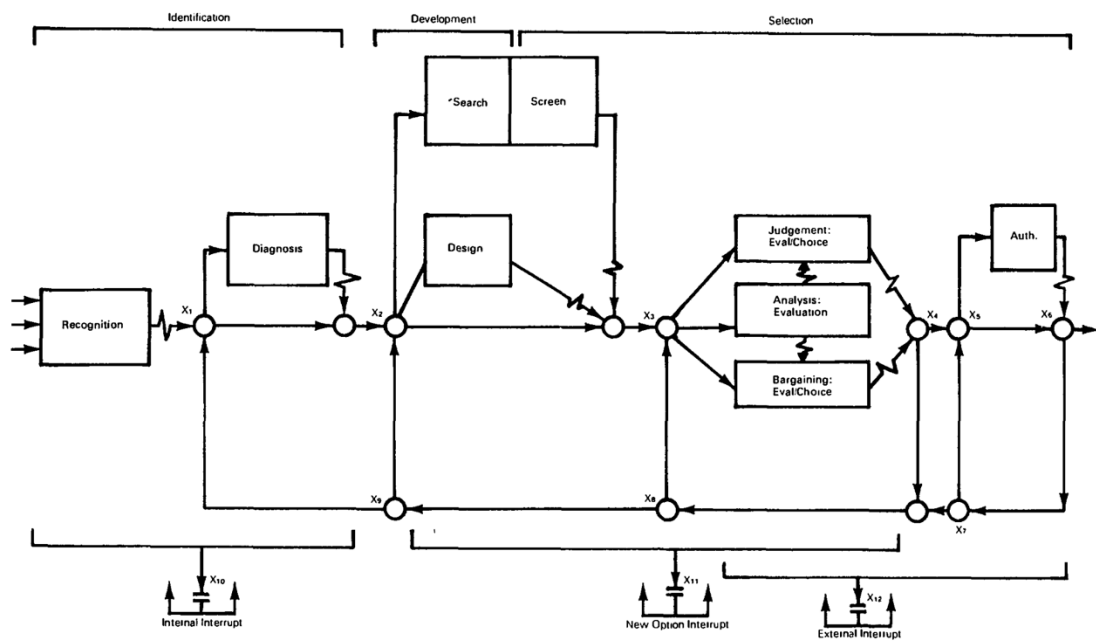 Identification
Development
Selection
Search
Screen
Diagnosis
Design
Judgement:
Eval/Choice
Auth.
Recognition
X1
X2
X3
Analysis:
Evaluation
X4
X5
X6
Bargaining:
Eval/Choice
X9
X8
X7
X10
Internal Interrupt
X11
New Option Interrupt
X12
External Interrupt